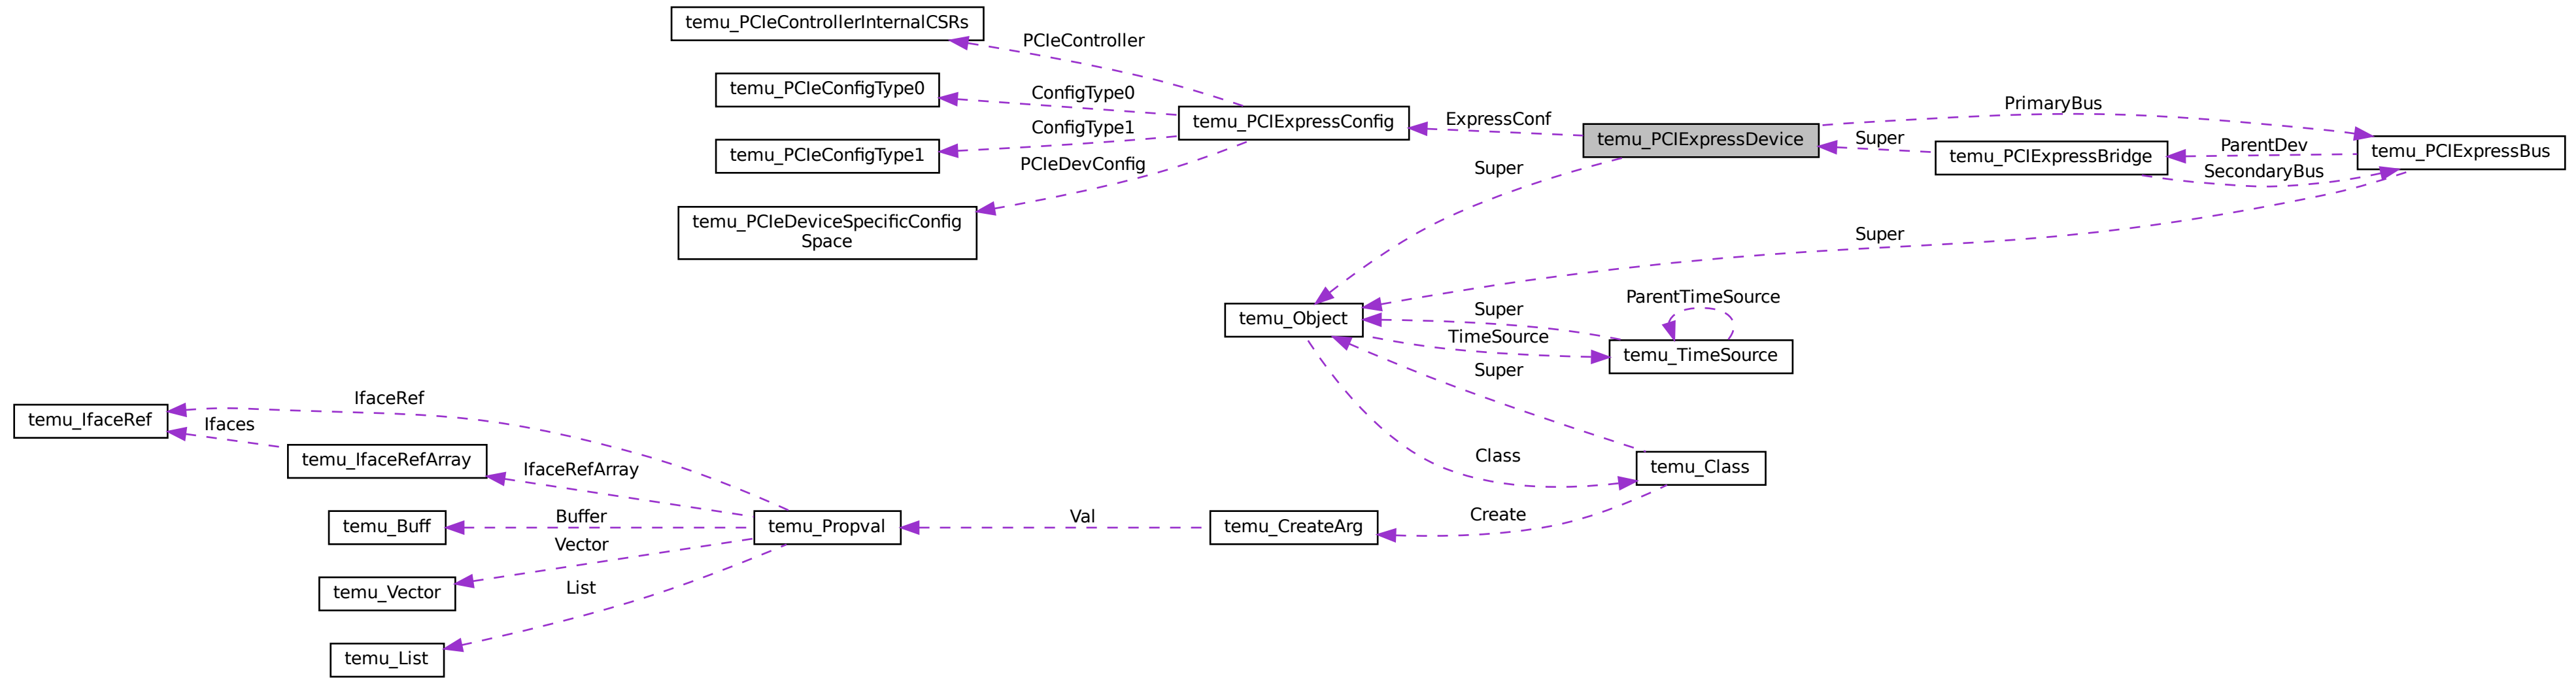 temu_PCIeControllerInternalCSRs
PCIeController
temu_PCIeConfigType0
ConfigType0
PrimaryBus
ExpressConf
temu_PCIExpressConfig
ConfigType1
temu_PCIExpressDevice
Super
ParentDev
temu_PCIExpressBus
temu_PCIeConfigType1
temu_PCIExpressBridge
PCIeDevConfig
Super
SecondaryBus
temu_PCIeDeviceSpecificConfig
Space
Super
ParentTimeSource
Super
temu_Object
TimeSource
temu_TimeSource
Super
IfaceRef
temu_IfaceRef
Ifaces
temu_IfaceRefArray
IfaceRefArray
Class
temu_Class
Buffer
Val
Create
temu_Buff
temu_Propval
temu_CreateArg
Vector
temu_Vector
List
temu_List